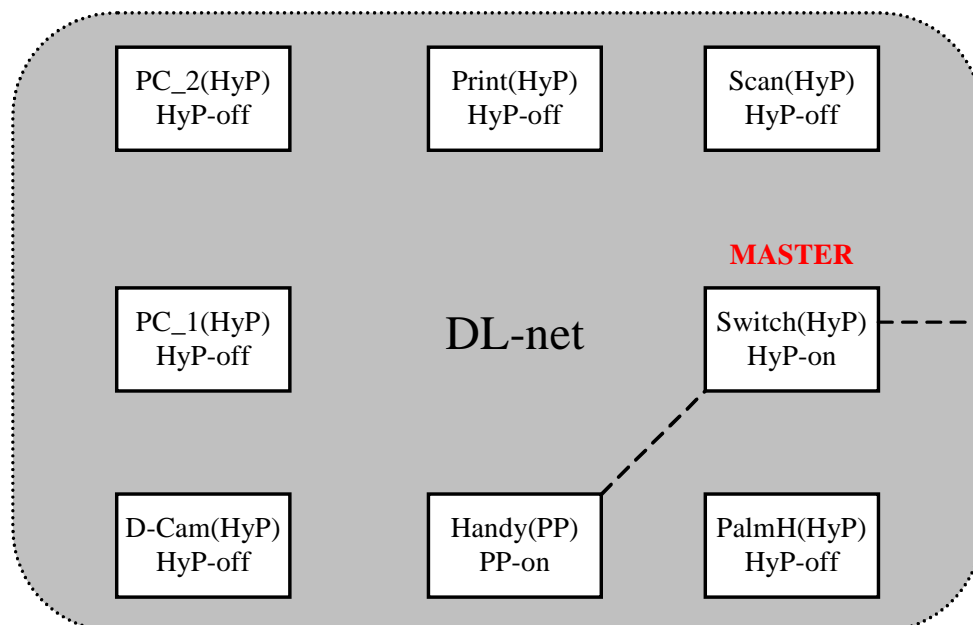 PC_2(HyP)
HyP-off
Print(HyP)
HyP-off
Scan(HyP)
HyP-off
MASTER
PC_1(HyP)
HyP-off
DL-net
Switch(HyP)
HyP-on
D-Cam(HyP)
HyP-off
Handy(PP)
PP-on
PalmH(HyP)
HyP-off